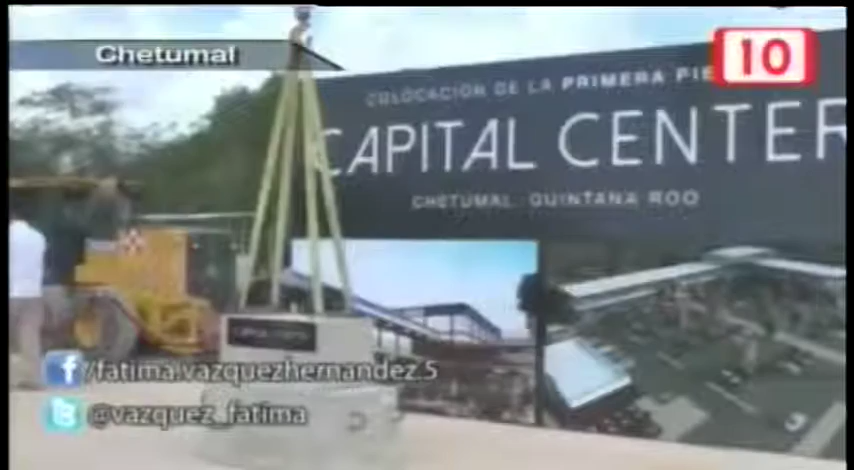 Chetumal
10
COLOCACIÓN DE LA PRIMERA PIE
CAPITAL CENTER
CHETUMAL, QUINTANA ROO
/fatima.vazquezhernandez.5
@vazquez_fatima